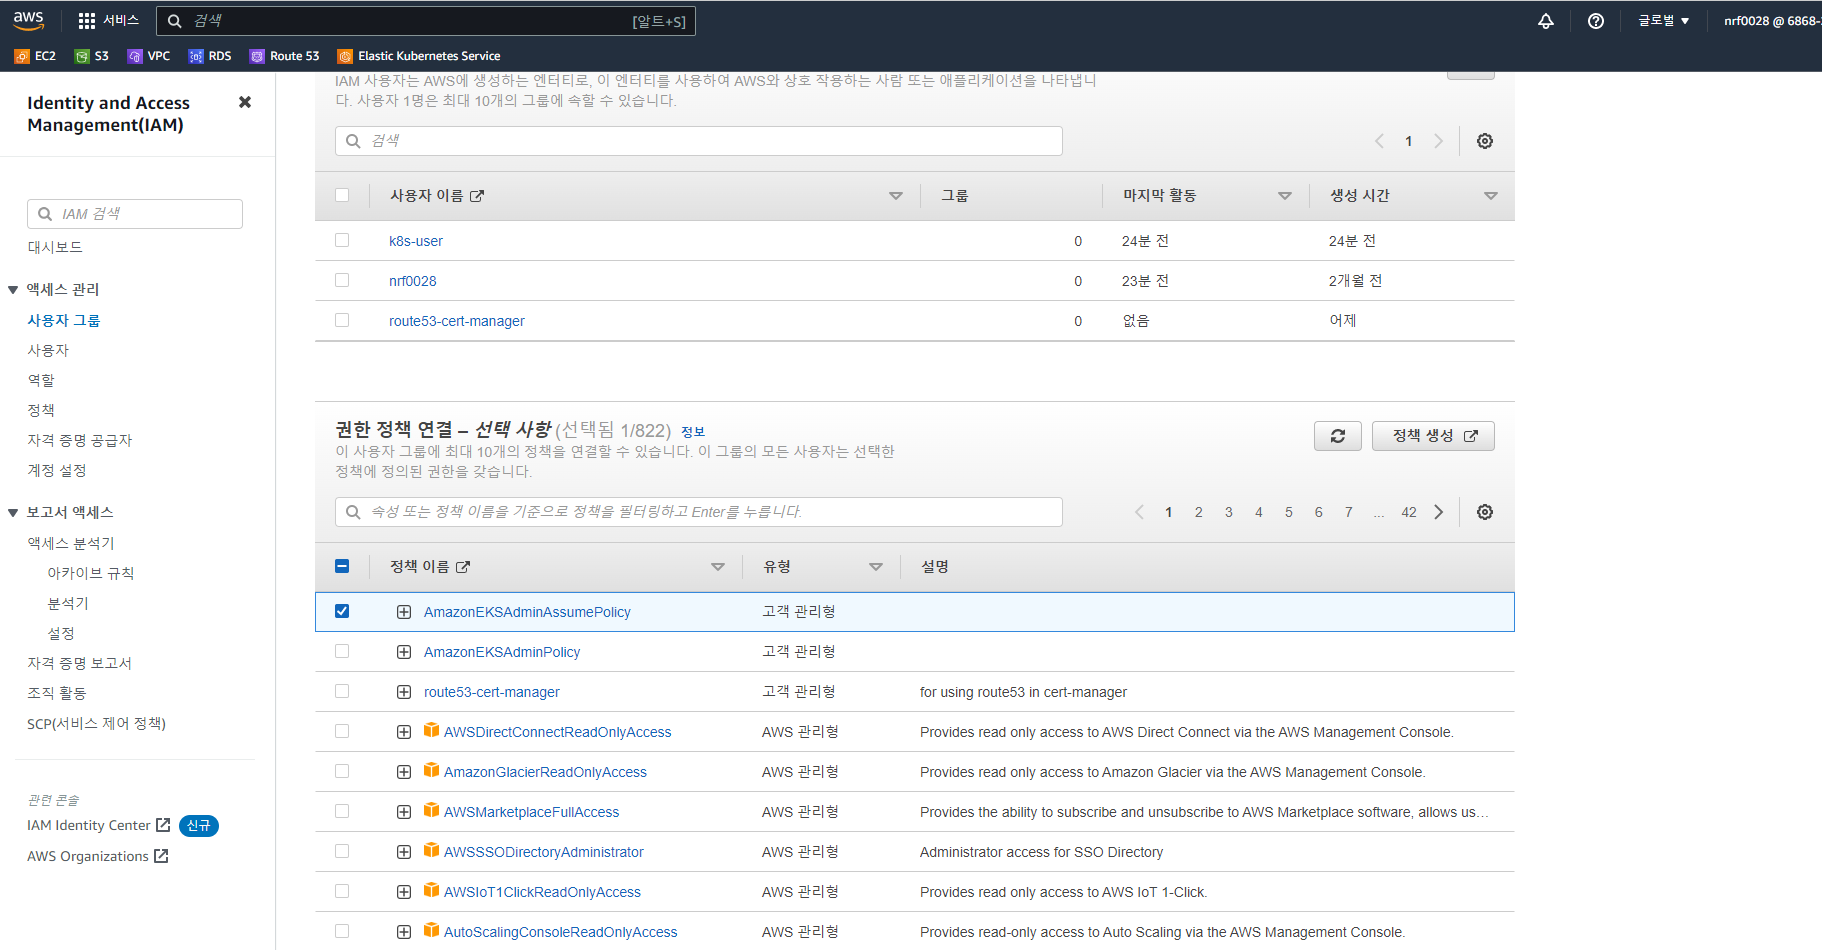 aws
서비스
검색
[알트+S]
글로벌 ▼
nrf0028 @ 6868-
EC2
S3
VPC
RDS
Route 53
Elastic Kubernetes Service
Identity and Access
Management(IAM)
IAM 검색
대시보드
액세스 관리
사용자 그룹
사용자
역할
정책
자격 증명 공급자
계정 설정
보고서 액세스
액세스 분석기
아카이브 규칙
분석기
설정
자격 증명 보고서
조직 활동
SCP(서비스 제어 정책)
관련 콘솔
IAM Identity Center 신규
AWS Organizations
IAM 사용자는 AWS에 생성하는 엔터티로, 이 엔터티를 사용하여 AWS와 상호 작용하는 사람 또는 애플리케이션을 나타냅니
다. 사용자 1명은 최대 10개의 그룹에 속할 수 있습니다.
검색
1
사용자 이름 그룹 마지막 활동 생성 시간
k8s-user 0 24분 전 24분 전
nrf0028 0 23분 전 2개월 전
route53-cert-manager 0 없음 어제
권한 정책 연결 – 선택 사항 (선택됨 1/822) 정보
이 사용자 그룹에 최대 10개의 정책을 연결할 수 있습니다. 이 그룹의 모든 사용자는 선택한
정책에 정의된 권한을 갖습니다.
정책 생성
속성 또는 정책 이름을 기준으로 정책을 필터링하고 Enter를 누릅니다.
1 2 3 4 5 6 7 ... 42
정책 이름 유형 설명
AmazonEKSAdminAssumePolicy 고객 관리형
AmazonEKSAdminPolicy 고객 관리형
route53-cert-manager 고객 관리형 for using route53 in cert-manager
AWSDirectConnectReadOnlyAccess AWS 관리형 Provides read only access to AWS Direct Connect via the AWS Management Console.
AmazonGlacierReadOnlyAccess AWS 관리형 Provides read only access to Amazon Glacier via the AWS Management Console.
AWSMarketplaceFullAccess AWS 관리형 Provides the ability to subscribe and unsubscribe to AWS Marketplace software, allows us...
AWSSSODirectoryAdministrator AWS 관리형 Administrator access for SSO Directory
AWSIoT1ClickReadOnlyAccess AWS 관리형 Provides read only access to AWS IoT 1-Click.
AutoScalingConsoleReadOnlyAccess AWS 관리형 Provides read-only access to Auto Scaling via the AWS Management Console.